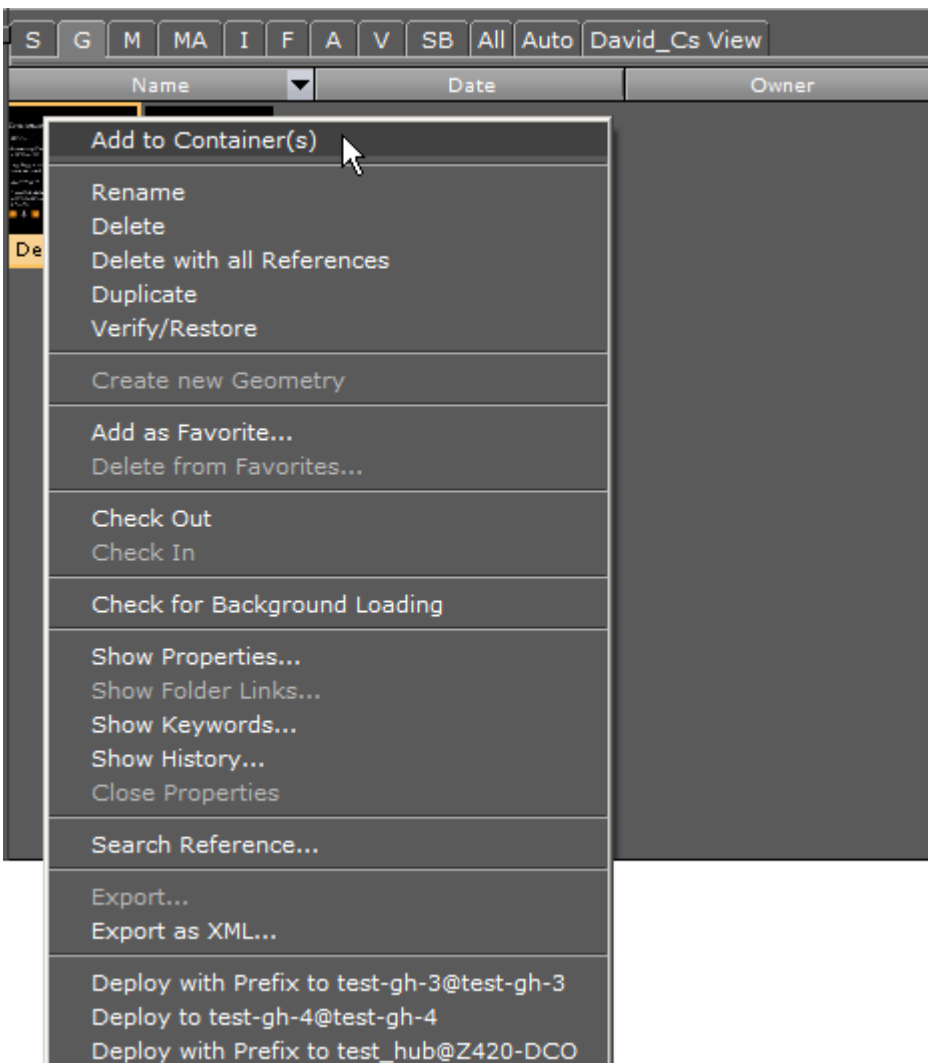 S G M MA I F A V SB All Auto David_Cs View
Name Date Owner
Add to Container(s)
Rename
Delete
De
Delete with all References
Duplicate
Verify/Restore
Create new Geometry
Add as Favorite...
Delete from Favorites...
Check Out
Check In
Check for Background Loading
Show Properties...
Show Folder Links...
Show Keywords...
Show History...
Close Properties
Search Reference...
Export...
Export as XML...
Deploy with Prefix to test-gh-3@test-gh-3
Deploy to test-gh-4@test-gh-4
Deploy with Prefix to test_hub@Z420-DCO